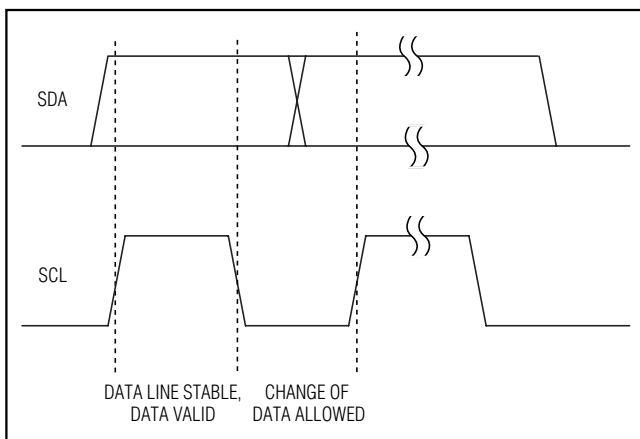 SDA
SCL
DATA LINE STABLE,
DATA VALID
CHANGE OF
DATA ALLOWED